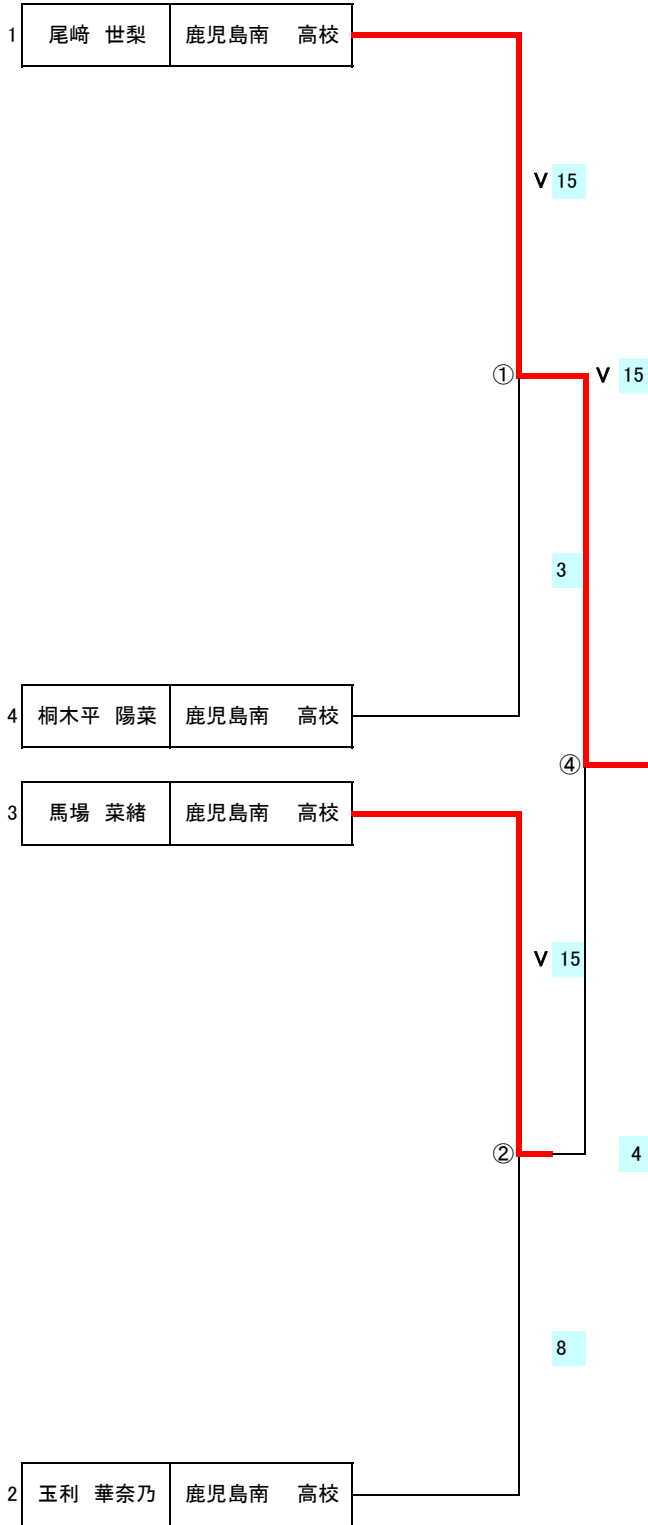 1 尾﨑 世梨 鹿児島南 高校
V 15
① V 15
3
4 桐木平 陽菜 鹿児島南 高校
④
3 馬場 菜緒 鹿児島南 高校
V 15
② 4
8
2 玉利 華奈乃 鹿児島南 高校